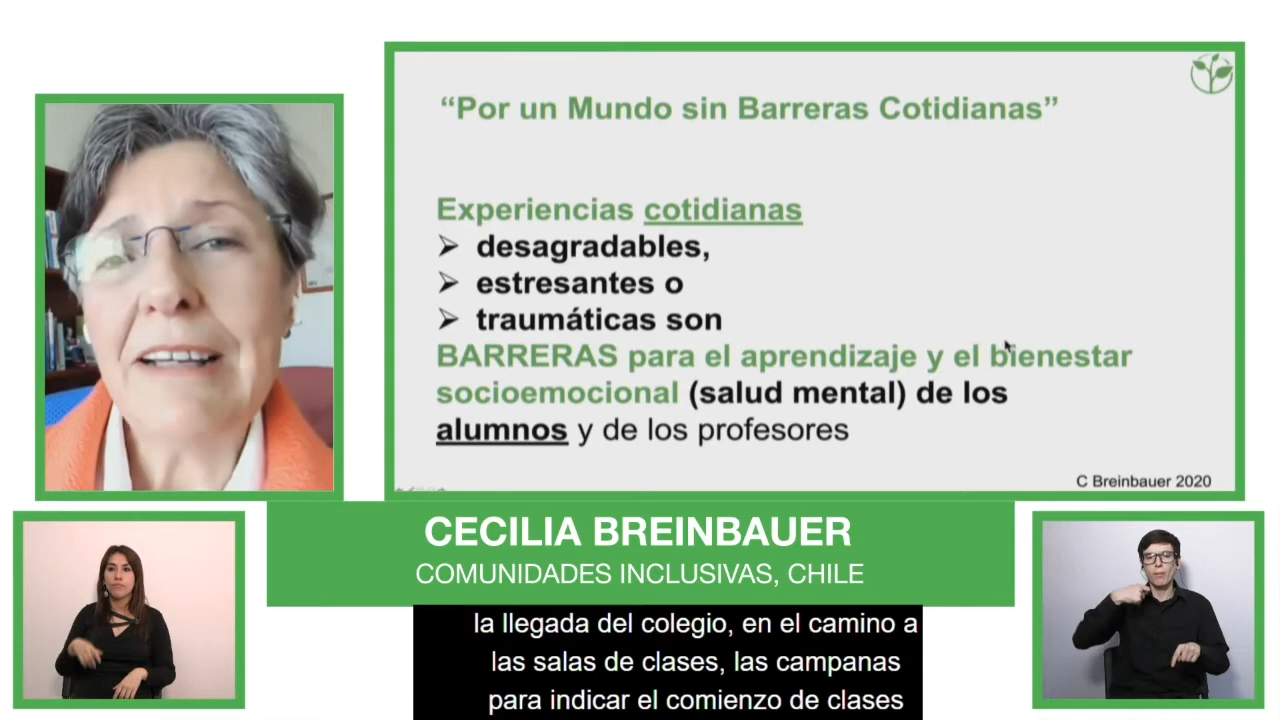 “Por un Mundo sin Barreras Cotidianas”
Experiencias cotidianas
➢ desagradables,
➢ estresantes o
➢ traumáticas son
BARRERAS para el aprendizaje y el bienestar
socioemocional (salud mental) de los
alumnos y de los profesores
C Breinbauer 2020
CECILIA BREINBAUER
COMUNIDADES INCLUSIVAS, CHILE
la llegada del colegio, en el camino a
las salas de clases, las campanas
para indicar el comienzo de clases